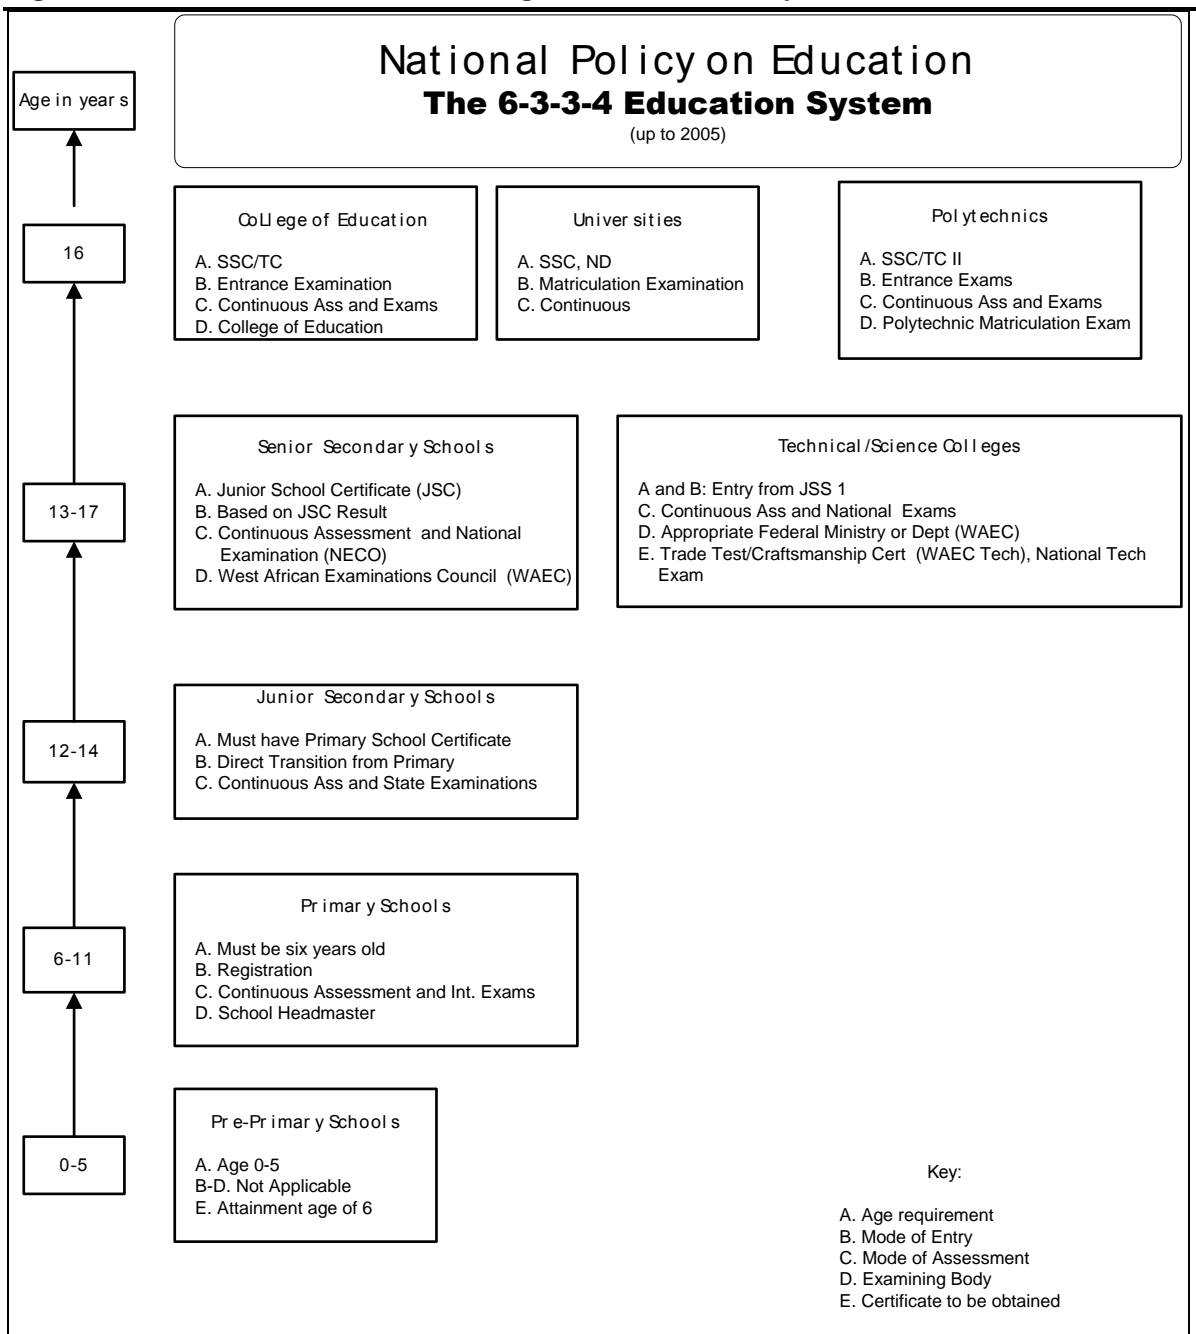 National Policy on Education
The 6-3-3-4 Education System
(up to 2005)
Age in years
16
College of Education
A. SSC/TC
B. Entrance Examination
C. Continuous Ass and Exams
D. College of Education
Universities
A. SSC, ND
B. Matriculation Examination
C. Continuous
Polytechnics
A. SSC/TC II
B. Entrance Exams
C. Continuous Ass and Exams
D. Polytechnic Matriculation Exam
13-17
Senior Secondary Schools
A. Junior School Certificate (JSC)
B. Based on JSC Result
C. Continuous Assessment and National
Examination (NECO)
D. West African Examinations Council (WAEC)
Technical/Science Colleges
A and B: Entry from JSS 1
C. Continuous Ass and National Exams
D. Appropriate Federal Ministry or Dept (WAEC)
E. Trade Test/Craftsmanship Cert (WAEC Tech), National Tech
Exam
12-14
Junior Secondary Schools
A. Must have Primary School Certificate
B. Direct Transition from Primary
C. Continuous Ass and State Examinations
6-11
Primary Schools
A. Must be six years old
B. Registration
C. Continuous Assessment and Int. Exams
D. School Headmaster
0-5
Pre-Primary Schools
A. Age 0-5
B-D. Not Applicable
E. Attainment age of 6
Key:
A. Age requirement
B. Mode of Entry
C. Mode of Assessment
D. Examining Body
E. Certificate to be obtained